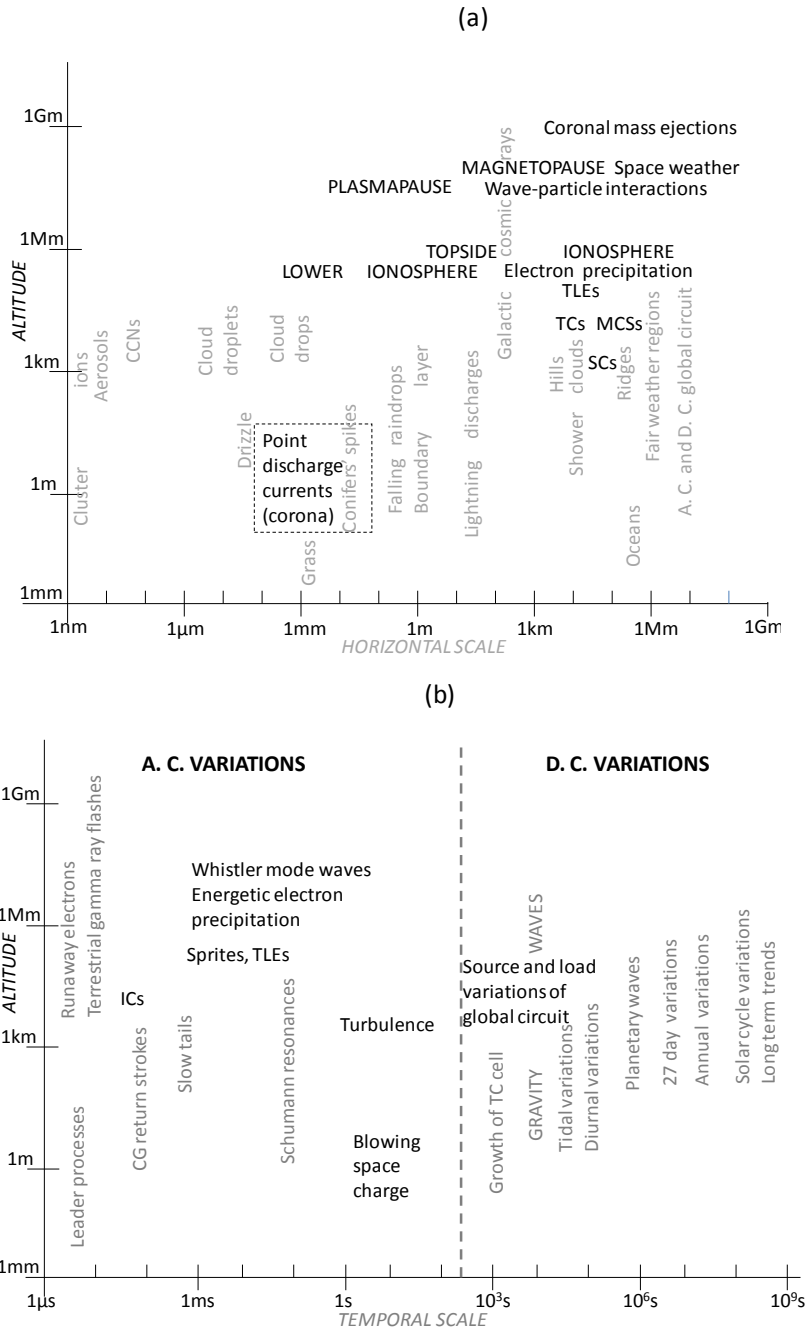 (a)
1Gm
Coronal mass ejections
MAGNETOPAUSE Space weather
PLASMAPAUSE Wave-particle interactions
1Mm
TOPSIDE IONOSPHERE
LOWER IONOSPHERE Electron precipitation
TLEs
TCs MCSs
SCs
ALTITUDE
1km
1m
1mm
Cluster ions
Aerosols
CCNs
Cloud droplets
Drizzle
Cloud drops
Point
discharge
currents
(corona)
Grass
Conifers' spikes
Falling raindrops
Boundary layer
Lightning discharges
Galactic cosmic rays
Hills
Shower clouds
Ridges
Oceans
Fair weather regions
A. C. and D. C. global circuit
1nm 1μm 1mm 1m 1km 1Mm 1Gm
HORIZONTAL SCALE
(b)
A. C. VARIATIONS D. C. VARIATIONS
1Gm
1Mm
ALTITUDE
1km
1m
1mm
Runaway electrons
Terrestrial gamma ray flashes
Leader processes
ICs
CG return strokes
Slow tails
Whistler mode waves
Energetic electron
precipitation
Sprites, TLEs
Schumann resonances
Turbulence
Blowing
space
charge
Source and load
variations of
global circuit
Growth of TC cell
GRAVITY WAVES
Tidal variations
Diurnal variations
Planetary waves
27 day variations
Annual variations
Solar cycle variations
Long term trends
1μs 1ms 1s 10³s 10⁶s 10⁹s
TEMPORAL SCALE